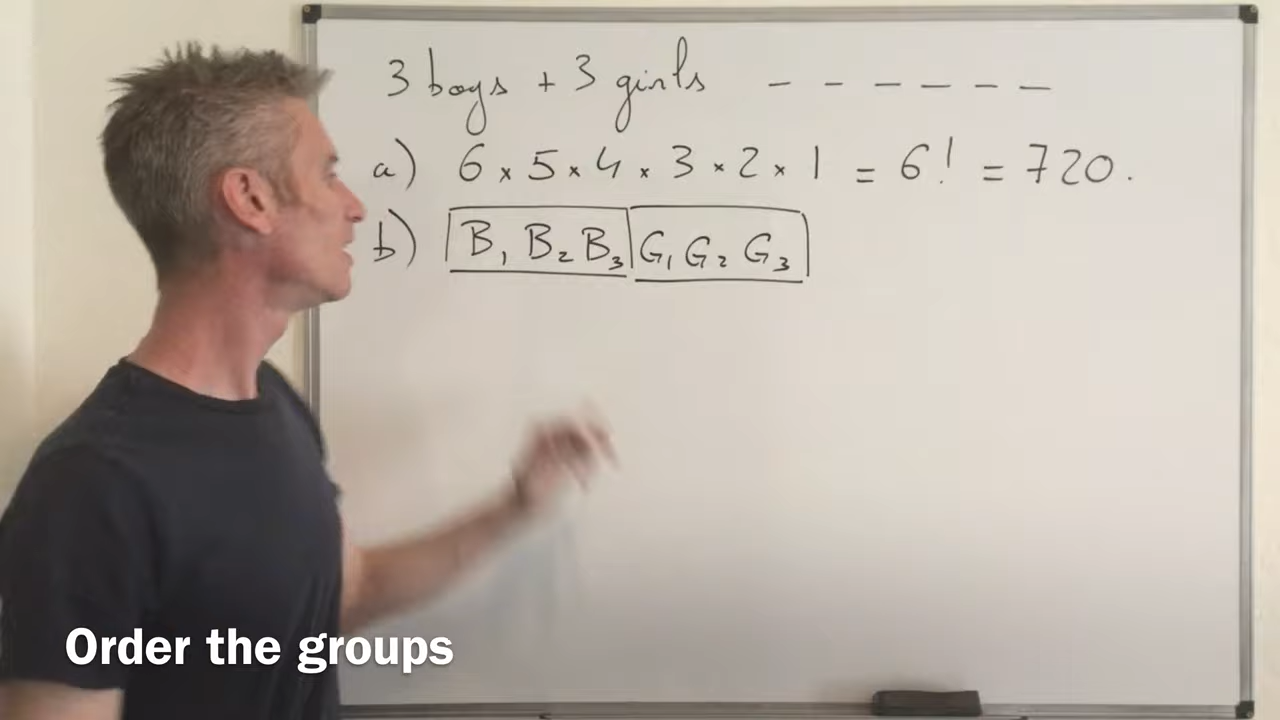 3 boys + 3 girls _ _ _ _ _ _
a) 6 × 5 × 4 × 3 × 2 × 1 = 6! = 720.
b) B₁ B₂ B₃ G₁ G₂ G₃
Order the groups